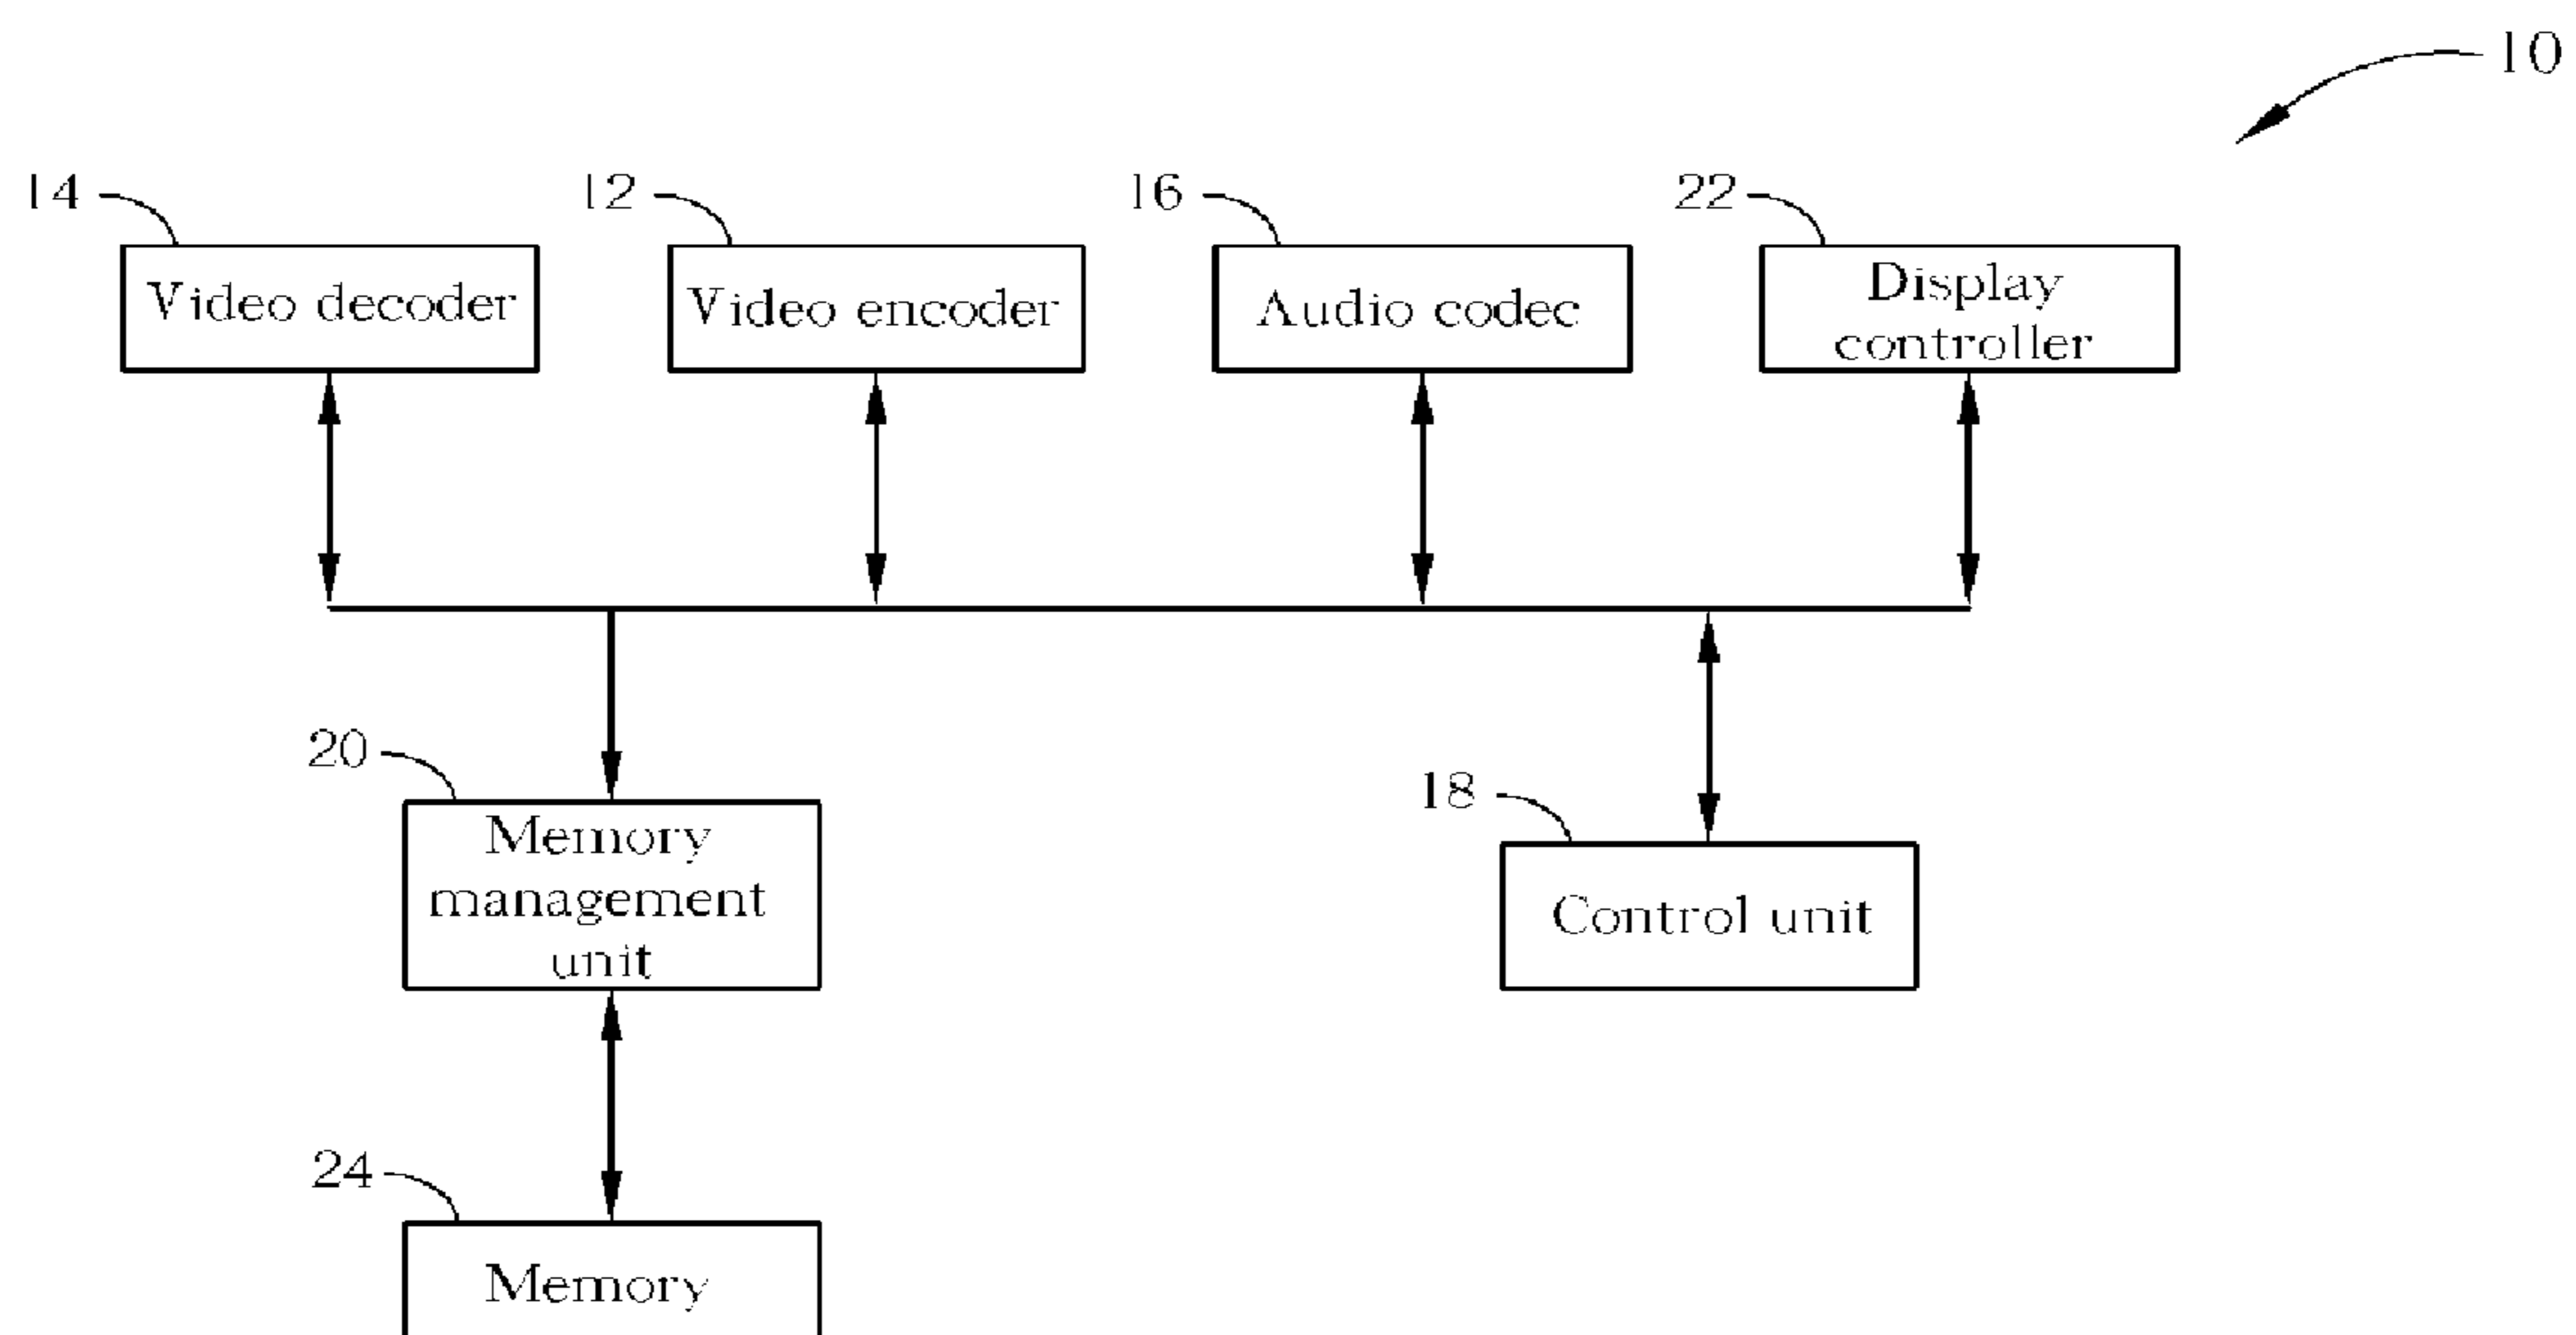 10
14
12
16
22
Video decoder
Video encoder
Audio codec
Display
controller
20
18
Memory
management
unit
Control unit
24
Memory